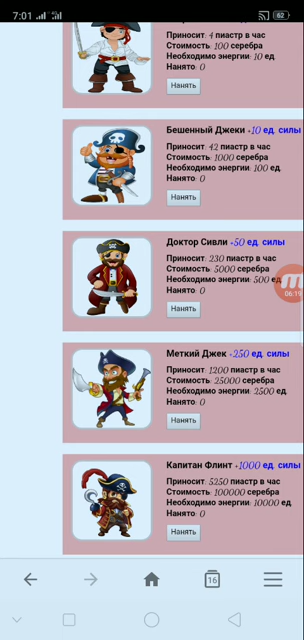 7:01
62
Приносит: 4 пиастр в час
Стоимость: 100 серебра
Необходимо энергии: 10 ед.
Нанято: 0
Нанять
Бешенный Джеки +10 ед. силы
Приносит: 42 пиастр в час
Стоимость: 1000 серебра
Необходимо энергии: 100 ед.
Нанято: 0
Нанять
Доктор Сивли +50 ед. силы
Приносит: 230 пиастр в час
Стоимость: 5000 серебра
Необходимо энергии: 500 ед.
Нанято: 0
Нанять
06:19
Меткий Джек +250 ед. силы
Приносит: 1200 пиастр в час
Стоимость: 25000 серебра
Необходимо энергии: 2500 ед.
Нанято: 0
Нанять
Капитан Флинт +1000 ед. силы
Приносит: 5250 пиастр в час
Стоимость: 100000 серебра
Необходимо энергии: 10000 ед.
Нанято: 0
Нанять
16